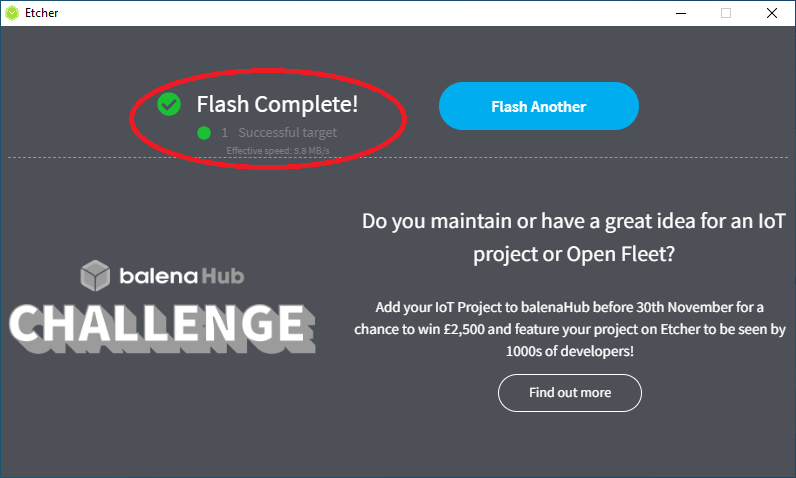 Etcher
Flash Complete!
1 Successful target
Effective speed: 5.8 MB/s
Flash Another
balenaHub
CHALLENGE
Do you maintain or have a great idea for an IoT
project or Open Fleet?
Add your IoT Project to balenaHub before 30th November for a
chance to win £2,500 and feature your project on Etcher to be seen by
1000s of developers!
Find out more